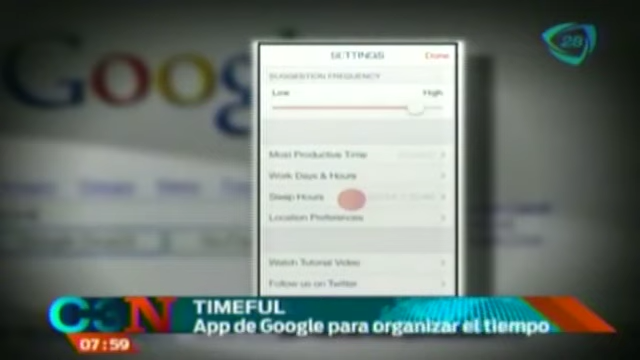 28
Google
SETTINGS Done
SUGGESTION FREQUENCY
Low High
Most Productive Time
Work Days & Hours
Sleep Hours
Location Preferences
Watch Tutorial Video
Follow us on Twitter
C3N
TIMEFUL
App de Google para organizar el tiempo
07:59